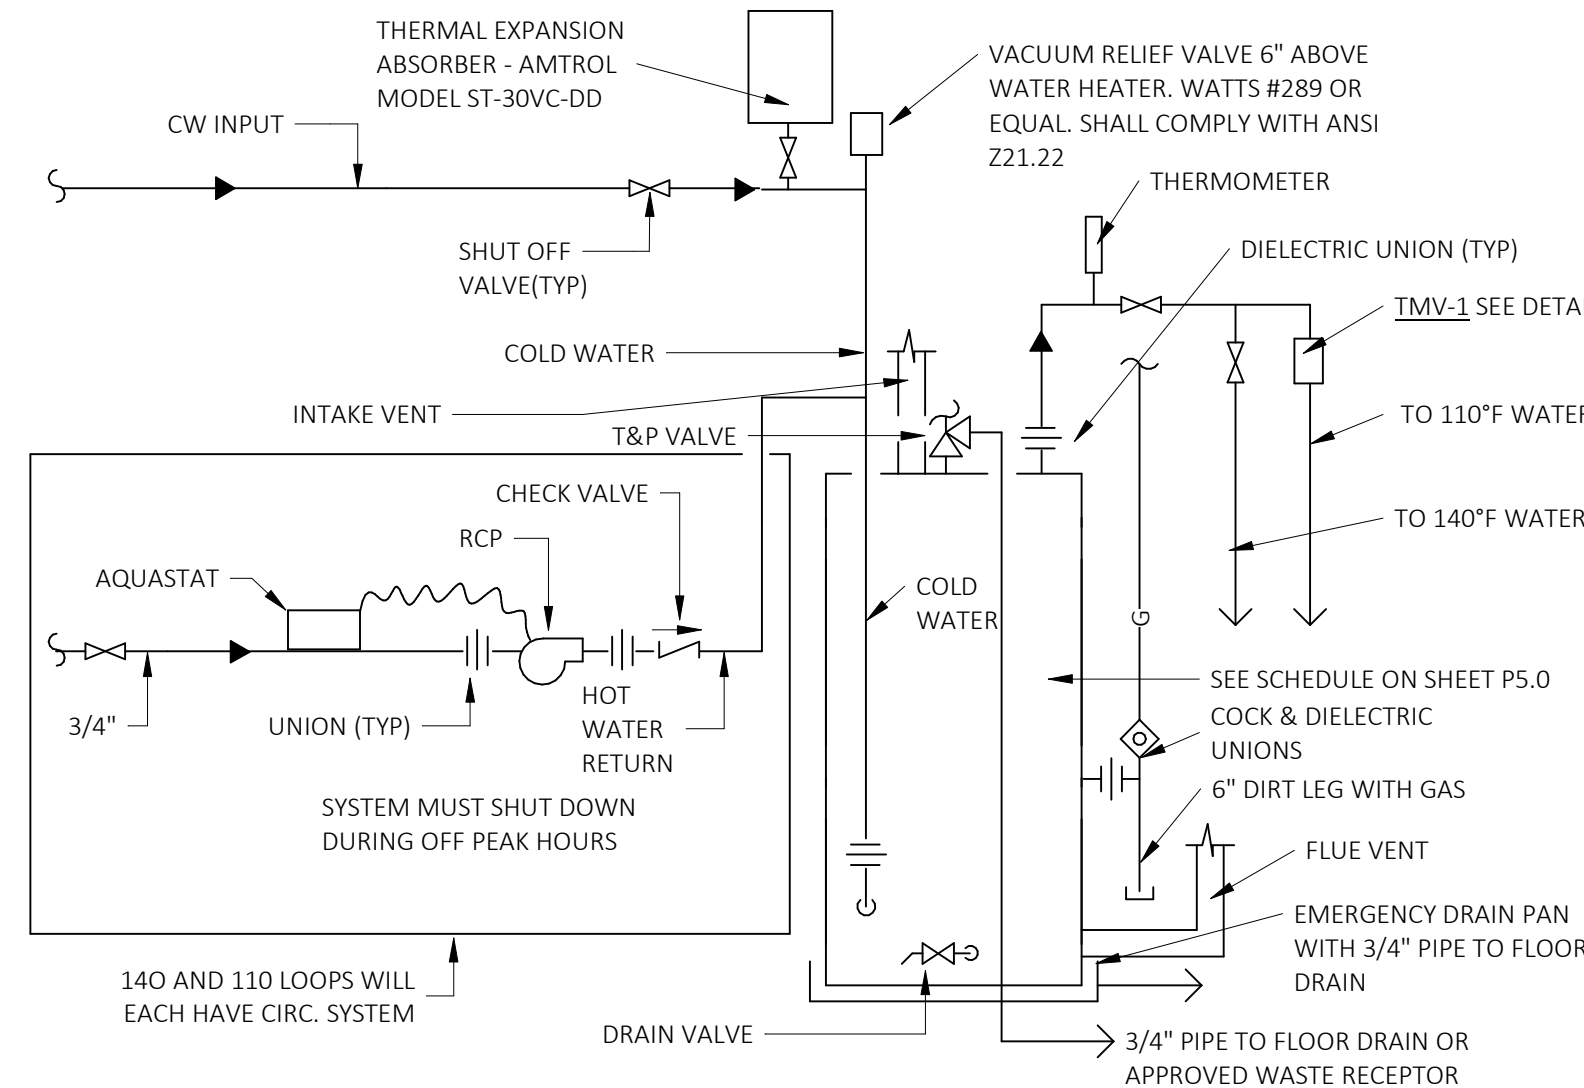 THERMAL EXPANSION
ABSORBER - AMTROL
MODEL ST-30VC-DD
VACUUM RELIEF VALVE 6" ABOVE
WATER HEATER. WATTS #289 OR
EQUAL. SHALL COMPLY WITH ANSI
Z21.22
CW INPUT
THERMOMETER
SHUT OFF
VALVE(TYP)
DIELECTRIC UNION (TYP)
TMV-1 SEE DETAI
COLD WATER
INTAKE VENT
T&P VALVE
TO 110°F WATER
CHECK VALVE
TO 140°F WATER
RCP
AQUASTAT
COLD
WATER
G
3/4"
UNION (TYP)
HOT
WATER
RETURN
SEE SCHEDULE ON SHEET P5.0
COCK & DIELECTRIC
UNIONS
6" DIRT LEG WITH GAS
SYSTEM MUST SHUT DOWN
DURING OFF PEAK HOURS
FLUE VENT
EMERGENCY DRAIN PAN
WITH 3/4" PIPE TO FLOOR
DRAIN
14O AND 110 LOOPS WILL
EACH HAVE CIRC. SYSTEM
DRAIN VALVE
3/4" PIPE TO FLOOR DRAIN OR
APPROVED WASTE RECEPTOR